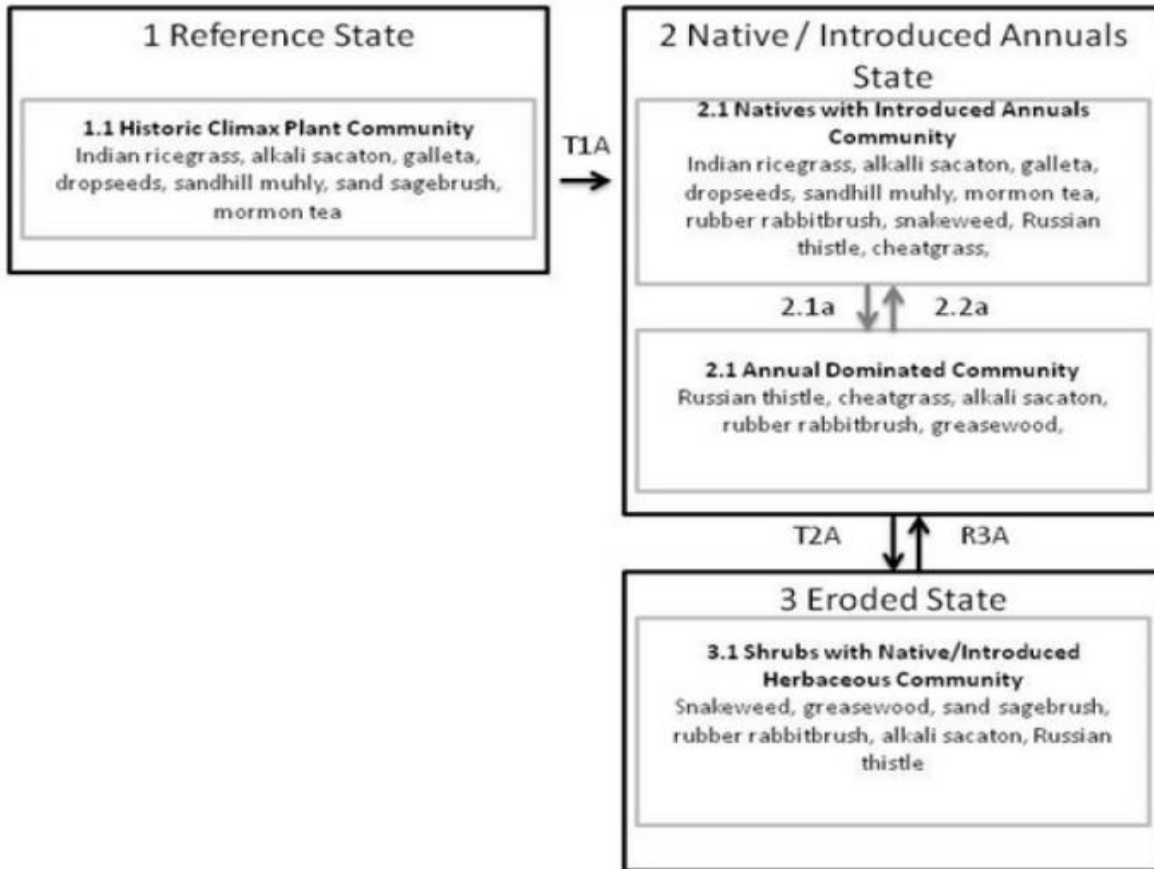 1 Reference State
1.1 Historic Climax Plant Community
Indian ricegrass, alkali sacaton, galleta,
dropseeds, sandhill muhly, sand sagebrush,
mormon tea
T1A
2 Native / Introduced Annuals
State
2.1 Natives with Introduced Annuals
Community
Indian ricegrass, alkalli sacaton, galleta,
dropseeds, sandhill muhly, mormon tea,
rubber rabbitbrush, snakeweed, Russian
thistle, cheatgrass,
2.1a
2.2a
2.1 Annual Dominated Community
Russian thistle, cheatgrass, alkali sacaton,
rubber rabbitbrush, greasewood,
T2A
R3A
3 Eroded State
3.1 Shrubs with Native/Introduced
Herbaceous Community
Snakeweed, greasewood, sand sagebrush,
rubber rabbitbrush, alkali sacaton, Russian
thistle